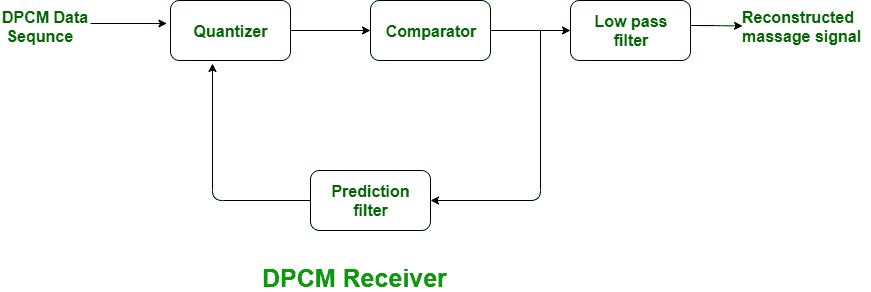 DPCM Data
Sequnce
Quantizer
Comparator
Low pass
filter
Reconstructed
massage signal
Prediction
filter
DPCM Receiver